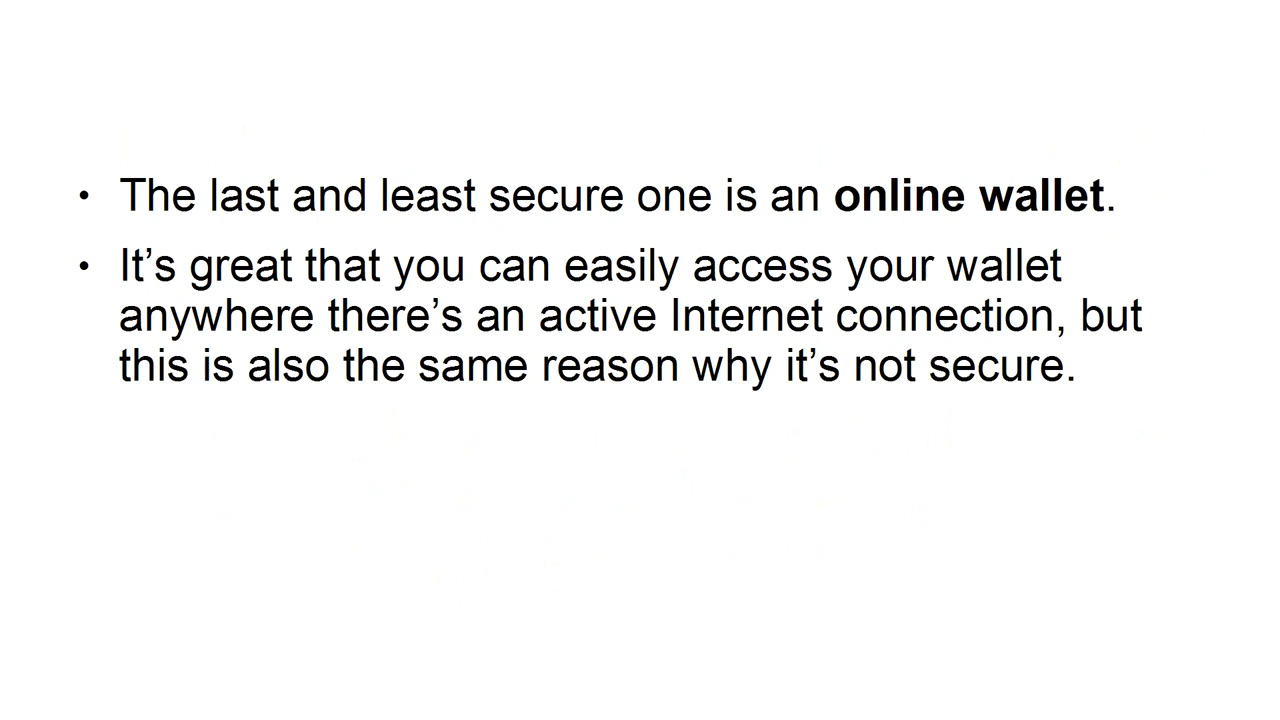 • The last and least secure one is an online wallet.
• It’s great that you can easily access your wallet
anywhere there’s an active Internet connection, but
this is also the same reason why it’s not secure.